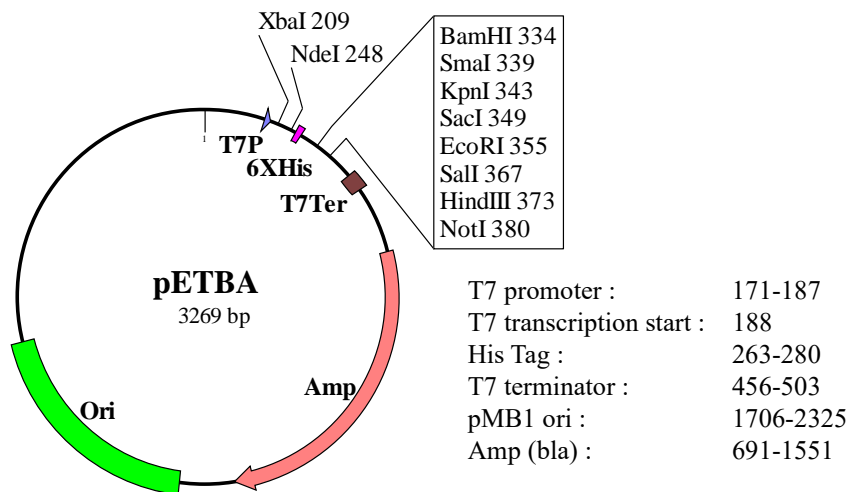 XbaI 209
NdeI 248
BamHI 334
SmaI 339
KpnI 343
SacI 349
EcoRI 355
SalI 367
HindIII 373
NotI 380
1
T7P
6XHis
T7Ter
pETBA
3269 bp
Amp
Ori
T7 promoter : 171-187
T7 transcription start : 188
His Tag : 263-280
T7 terminator : 456-503
pMB1 ori : 1706-2325
Amp (bla) : 691-1551